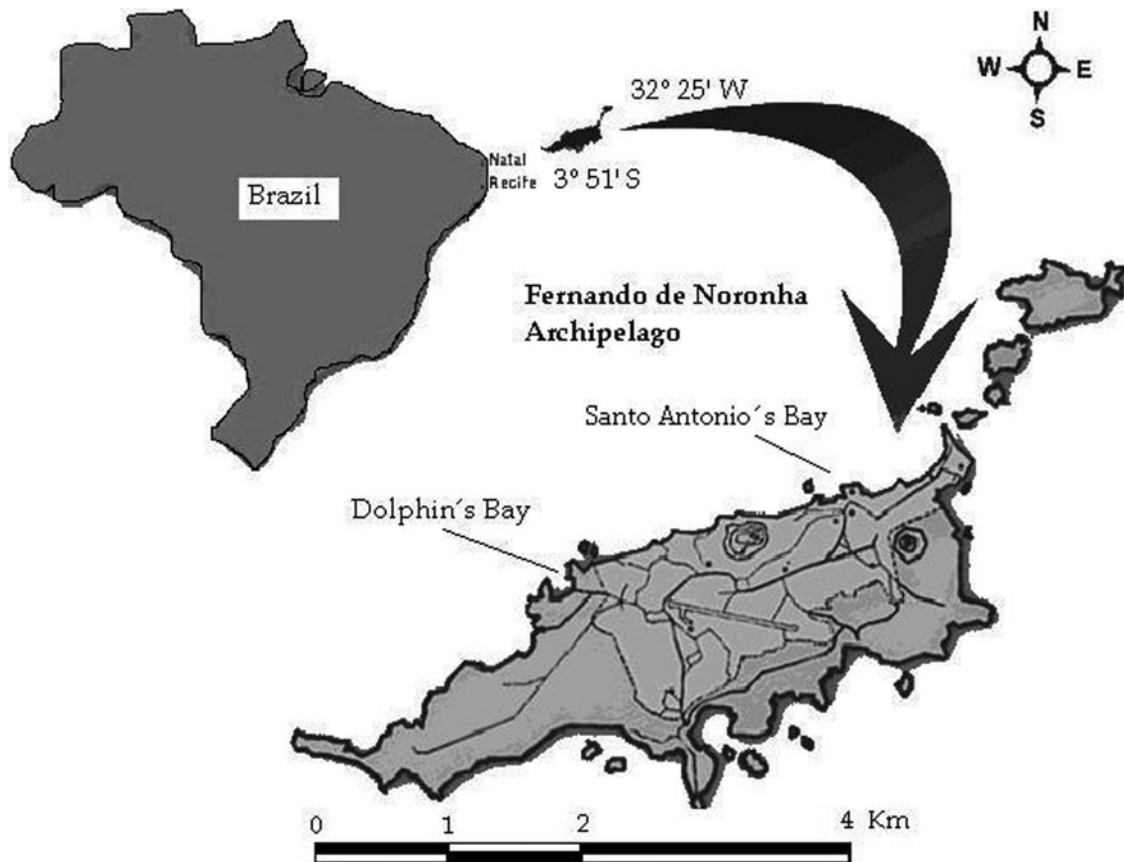 N
W E
S
32° 25' W
Natal
Recife
3° 51' S
Brazil
Fernando de Noronha
Archipelago
Santo Antonio´s Bay
Dolphin´s Bay
0 1 2 4 Km